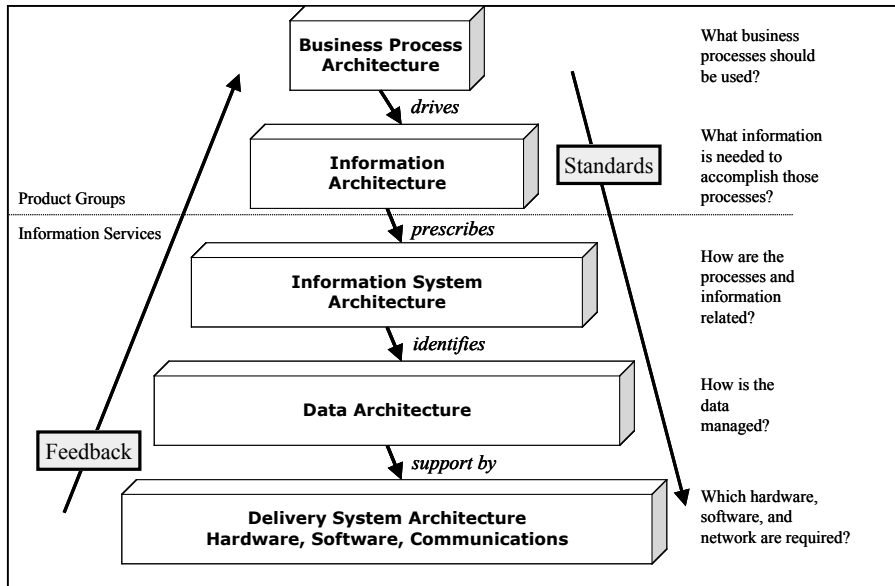 Business Process
Architecture
What business
processes should
be used?
drives
Information
Architecture
Standards
What information
is needed to
accomplish those
processes?
Product Groups
Information Services
prescribes
Information System
Architecture
How are the
processes and
information
related?
identifies
Data Architecture
How is the
data
managed?
Feedback
support by
Delivery System Architecture
Hardware, Software, Communications
Which hardware,
software, and
network are required?